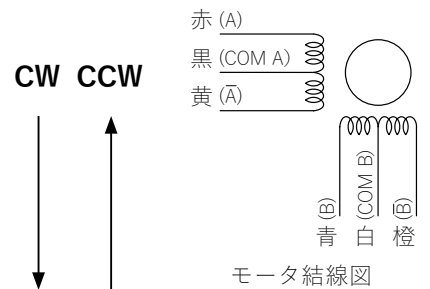 赤 (A)
黒 (COM A)
黄 (A̅)
CW CCW
(B)
(COM B)
(B̅)
青 白 橙
モータ結線図